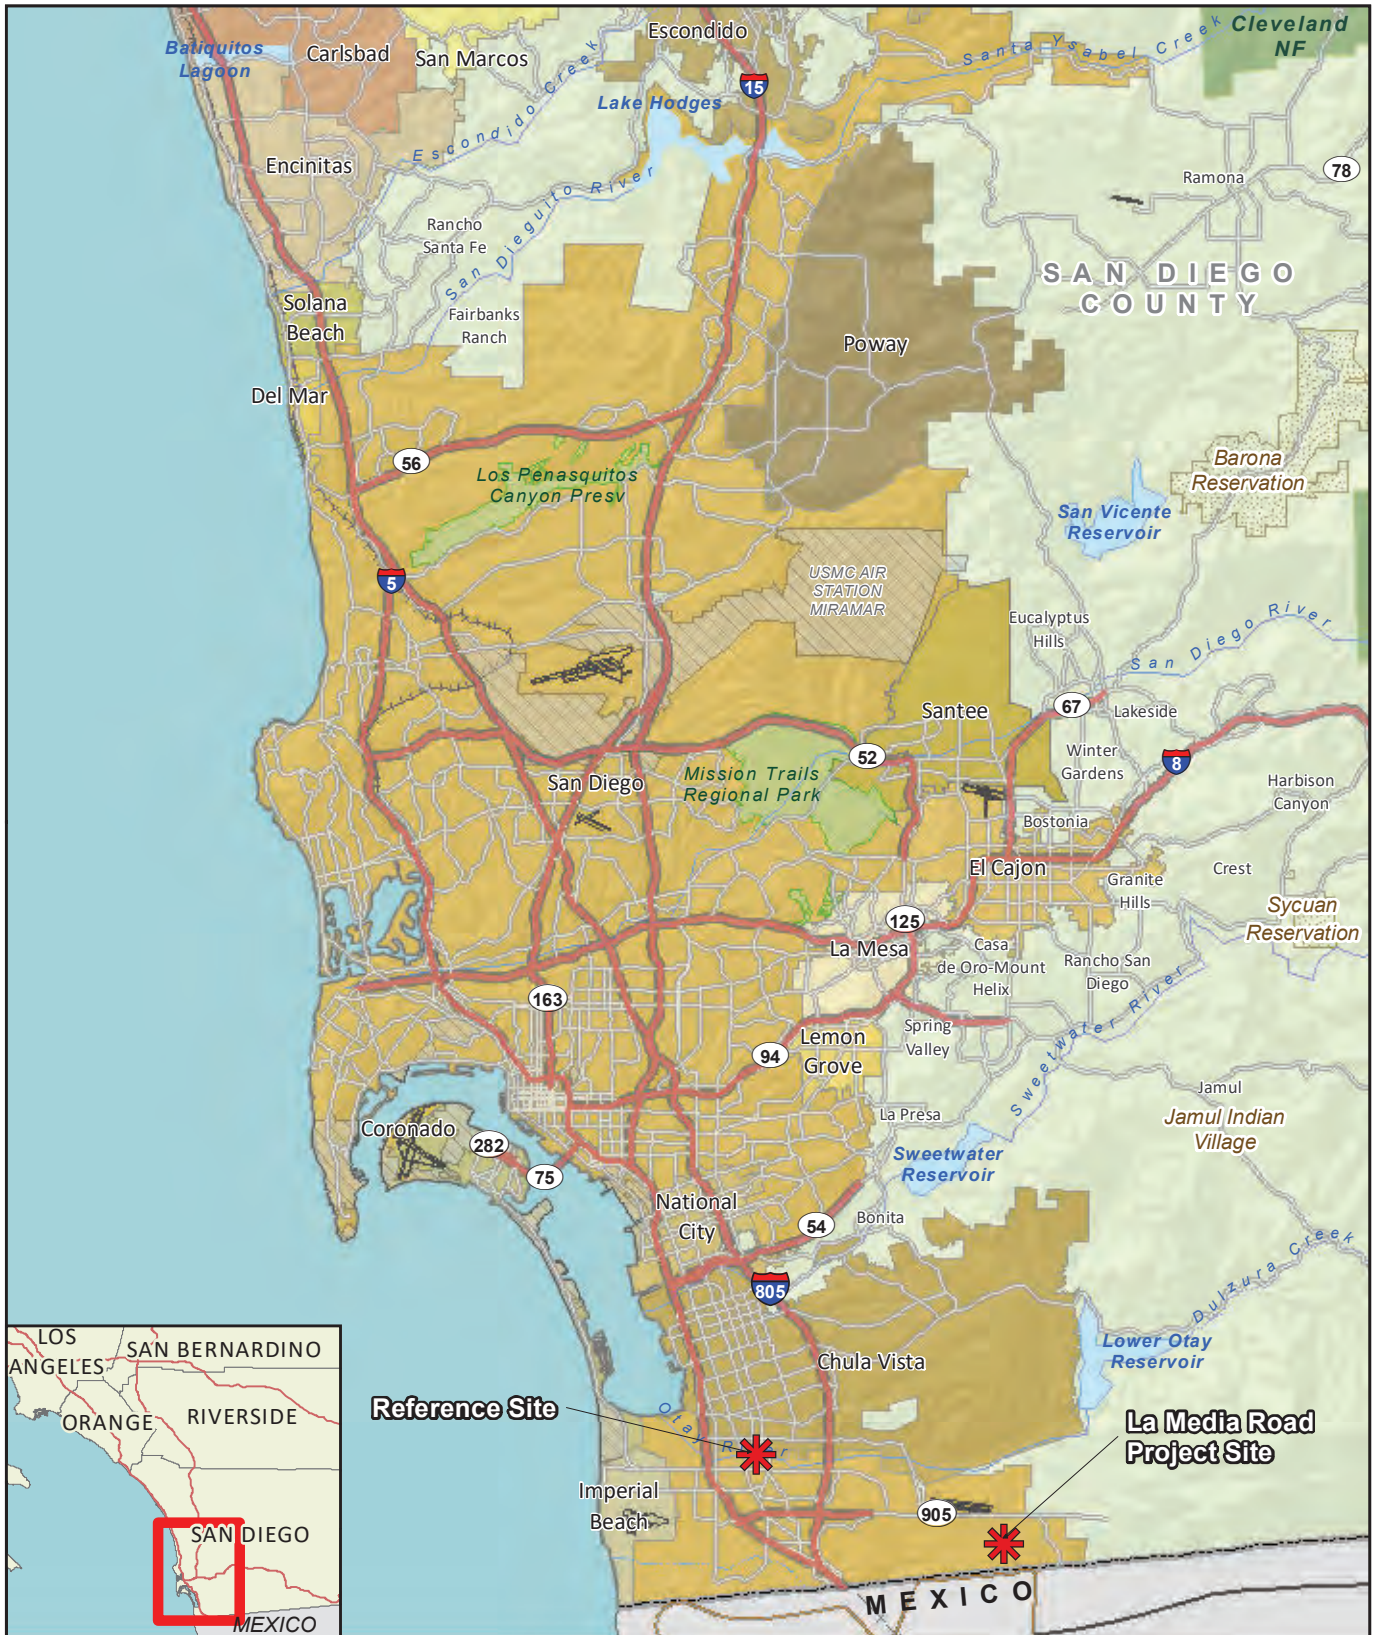 Batiquitos
Lagoon
Carlsbad
San Marcos
Escondido
Cleveland
NF
Santa Ysabel Creek
15
Lake Hodges
Escondido Creek
Encinitas
78
Ramona
Rancho
Santa Fe
San Dieguito River
SAN DIEGO
COUNTY
Solana
Beach
Fairbanks
Ranch
Poway
Del Mar
56
Los Penasquitos
Canyon Presv
Barona
Reservation
San Vicente
Reservoir
5
USMC AIR
STATION
MIRAMAR
Eucalyptus
Hills
San Diego River
Santee
67
Lakeside
52
Winter
Gardens
8
San Diego
Mission Trails
Regional Park
Harbison
Canyon
Bostonia
El Cajon
Granite
Hills
Crest
125
Sycuan
Reservation
La Mesa
Casa
de Oro-Mount
Helix
Rancho San
Diego
163
Spring
Valley
Lemon
Grove
94
Sweetwater River
Jamul
La Presa
Jamul Indian
Village
Coronado
282
75
Sweetwater
Reservoir
National
City
54
Bonita
805
Dulzura Creek
Lower Otay
Reservoir
Chula Vista
Reference Site
Otay River
La Media Road
Project Site
Imperial
Beach
905
MEXICO
LOS
ANGELES
SAN BERNARDINO
ORANGE
RIVERSIDE
SAN DIEGO
MEXICO